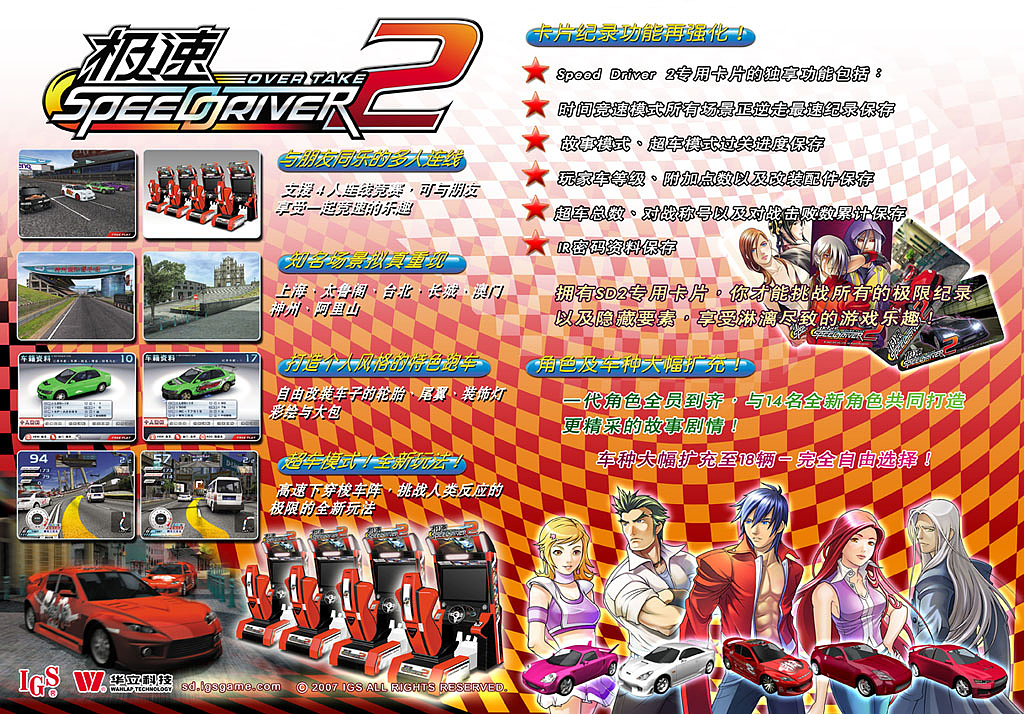 极速
OVER TAKE
SPEED DRIVER 2
与朋友同乐的多人连线
支援4人连线竞赛，可与朋友
享受一起竞速的乐趣
知名场景拟真重现
上海·太鲁阁·台北·长城·澳门
神州·阿里山
打造个人风格的特色跑车
自由改装车子的轮胎·尾翼·装饰灯
彩绘与大包
超车模式！全新玩法！
高速下穿梭车阵，挑战人类反应的
极限的全新玩法
车籍资料 10
车籍资料 17
94
57
IGS®
华立科技
WAHLAP TECHNOLOGY
sd.igsgame.com
© 2007 IGS ALL RIGHTS RESERVED.
卡片纪录功能再强化！
Speed Driver 2专用卡片的独享功能包括：
时间竞速模式所有场景正逆走最速纪录保存
故事模式、超车模式过关进度保存
玩家车等级、附加点数以及改装配件保存
超车总数、对战称号以及对战击败数累计保存
IR密码资料保存
拥有SD2专用卡片，你才能挑战所有的极限纪录
以及隐藏要素，享受淋漓尽致的游戏乐趣！
角色及车种大幅扩充！
一代角色全员到齐，与14名全新角色共同打造
更精采的故事剧情！
车种大幅扩充至18辆－完全自由选择！